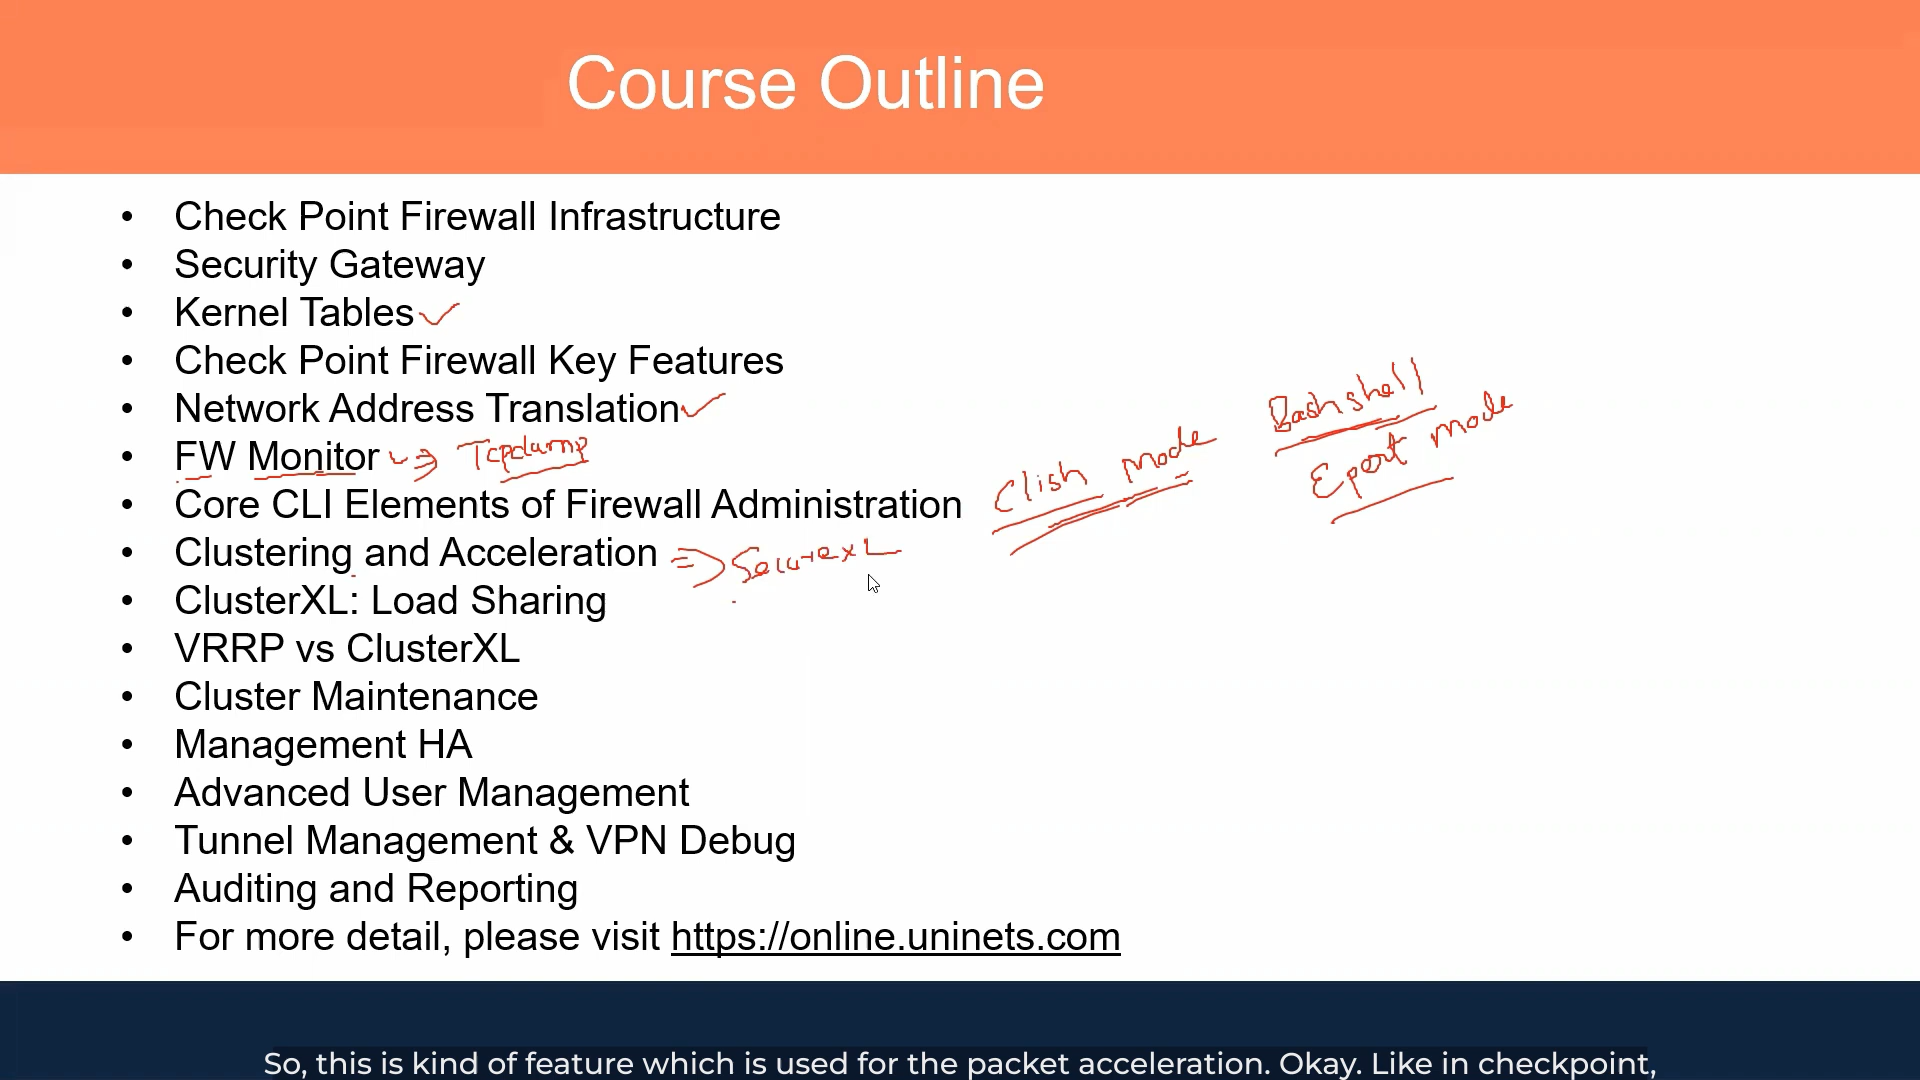 Course Outline
• Check Point Firewall Infrastructure
• Security Gateway
• Kernel Tables
• Check Point Firewall Key Features
• Network Address Translation
• FW Monitor ⇒ Tcpdump
• Core CLI Elements of Firewall Administration
Clish mode
Bashshell
Epert mode
• Clustering and Acceleration ⇒ SecureXL
• ClusterXL: Load Sharing
• VRRP vs ClusterXL
• Cluster Maintenance
• Management HA
• Advanced User Management
• Tunnel Management & VPN Debug
• Auditing and Reporting
• For more detail, please visit https://online.uninets.com
So, this is kind of feature which is used for the packet acceleration. Okay. Like in checkpoint,